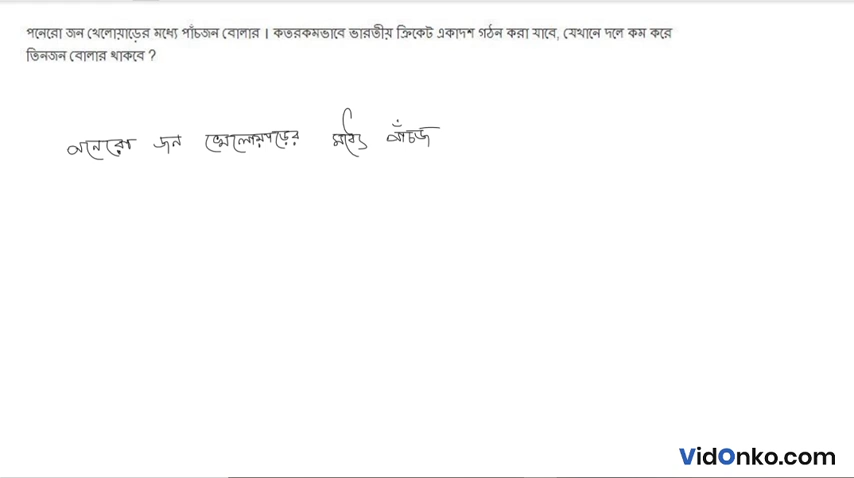 পনেরো জন খেলোয়াড়ের মধ্যে পাঁচজন বোলার । কতরকমভাবে ভারতীয় ক্রিকেট একাদশ গঠন করা যাবে, যেখানে দলে কম করে
তিনজন বোলার থাকবে ?
পনেরো জন খেলোয়াড়ের মধ্যে পাঁচজ
VidOnko.com